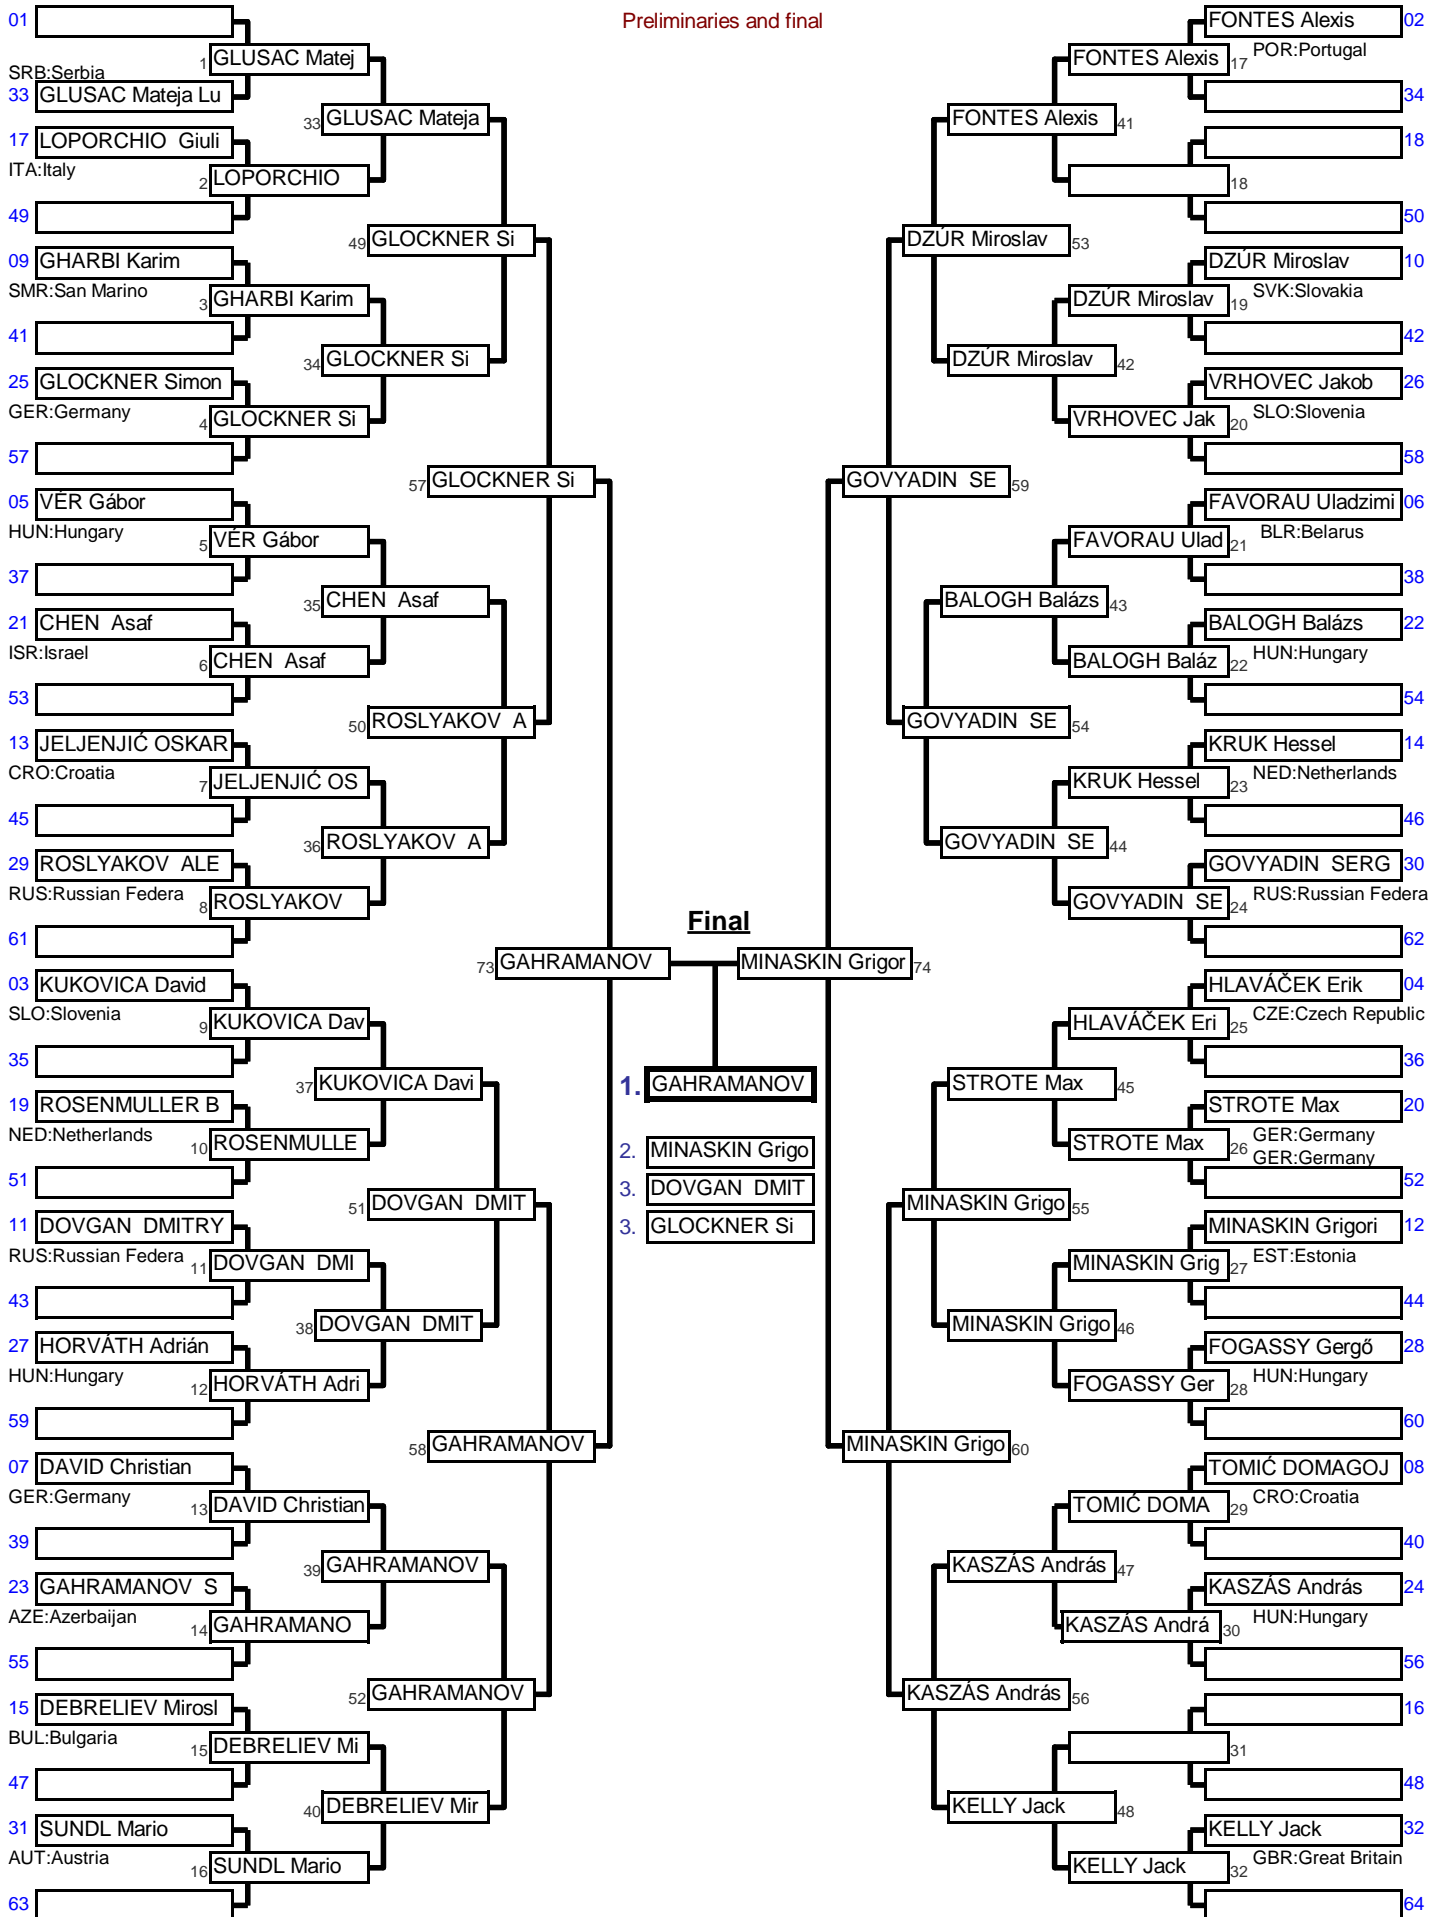 Preliminaries and final
01
1 GLUSAC Matej
SRB:Serbia
33 GLUSAC Mateja Lu
33 GLUSAC Mateja
17 LOPORCHIO  Giuli
ITA:Italy
2 LOPORCHIO
49
49 GLOCKNER Si
09 GHARBI Karim
SMR:San Marino
3 GHARBI Karim
41
34 GLOCKNER Si
25 GLOCKNER Simon
GER:Germany
4 GLOCKNER Si
57
57 GLOCKNER Si
05 VÉR Gábor
HUN:Hungary
5 VÉR Gábor
37
35 CHEN  Asaf
21 CHEN  Asaf
ISR:Israel
6 CHEN  Asaf
53
50 ROSLYAKOV  A
13 JELJENJIĆ OSKAR
CRO:Croatia
7 JELJENJIĆ OS
45
36 ROSLYAKOV  A
29 ROSLYAKOV  ALE
RUS:Russian Federa
8 ROSLYAKOV
61
73 GAHRAMANOV
03 KUKOVICA David
SLO:Slovenia
9 KUKOVICA Dav
35
37 KUKOVICA Davi
19 ROSENMULLER B
NED:Netherlands
10 ROSENMULLE
51
51 DOVGAN  DMIT
11 DOVGAN  DMITRY
RUS:Russian Federa
11 DOVGAN  DMI
43
38 DOVGAN  DMIT
27 HORVÁTH Adrián
HUN:Hungary
12 HORVÁTH Adri
59
58 GAHRAMANOV
07 DAVID Christian
GER:Germany
13 DAVID Christian
39
39 GAHRAMANOV
23 GAHRAMANOV  S
AZE:Azerbaijan
14 GAHRAMANO
55
52 GAHRAMANOV
15 DEBRELIEV Mirosl
BUL:Bulgaria
15 DEBRELIEV Mi
47
40 DEBRELIEV Mir
31 SUNDL Mario
AUT:Austria
16 SUNDL Mario
63
Final
1. GAHRAMANOV
2. MINASKIN Grigo
3. DOVGAN  DMIT
3. GLOCKNER Si
FONTES Alexis 02
POR:Portugal
FONTES Alexis 17
34
FONTES Alexis 41
18
18
50
DZÚR Miroslav 53
DZÚR Miroslav 10
SVK:Slovakia
DZÚR Miroslav 19
42
DZÚR Miroslav 42
VRHOVEC Jakob 26
SLO:Slovenia
VRHOVEC Jak 20
58
GOVYADIN  SE 59
FAVORAU Uladzimi 06
BLR:Belarus
FAVORAU Ulad 21
38
BALOGH Balázs 43
BALOGH Balázs 22
HUN:Hungary
BALOGH Baláz 22
54
GOVYADIN  SE 54
KRUK Hessel 14
NED:Netherlands
KRUK Hessel 23
46
GOVYADIN  SE 44
GOVYADIN  SERG 30
RUS:Russian Federa
GOVYADIN  SE 24
62
MINASKIN Grigor 74
HLAVÁČEK Erik 04
CZE:Czech Republic
HLAVÁČEK Eri 25
36
STROTE Max 45
STROTE Max 20
GER:Germany
STROTE Max 26
GER:Germany
52
MINASKIN Grigo 55
MINASKIN Grigori 12
EST:Estonia
MINASKIN Grig 27
44
MINASKIN Grigo 46
FOGASSY Gergő 28
HUN:Hungary
FOGASSY Ger 28
60
MINASKIN Grigo 60
TOMIĆ DOMAGOJ 08
CRO:Croatia
TOMIĆ DOMA 29
40
KASZÁS András 47
KASZÁS András 24
HUN:Hungary
KASZÁS Andrá 30
56
KASZÁS András 56
16
31
48
KELLY Jack 48
KELLY Jack 32
GBR:Great Britain
KELLY Jack 32
64